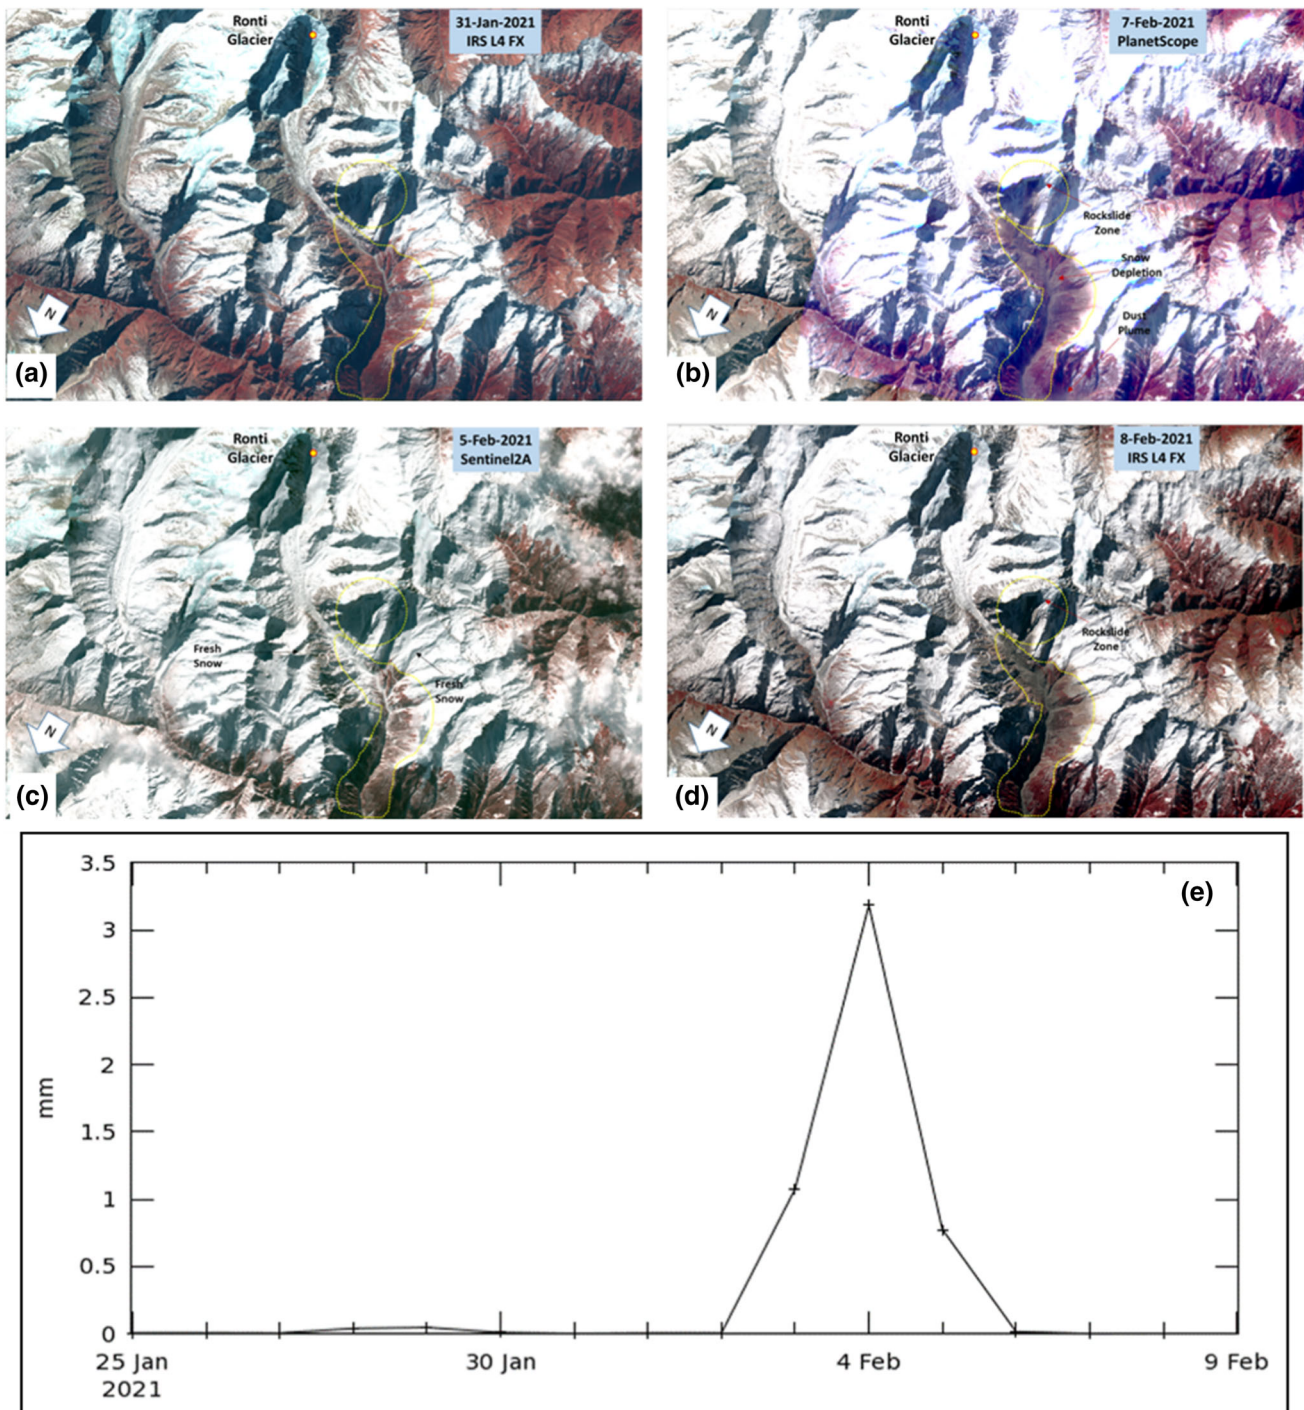 Ronti
Glacier
31-Jan-2021
IRS L4 FX
N
(a)
Ronti
Glacier
7-Feb-2021
PlanetScope
Rockslide
Zone
Snow
Depletion
Dust
Plume
N
(b)
Ronti
Glacier
5-Feb-2021
Sentinel2A
Fresh
Snow
Fresh
Snow
N
(c)
Ronti
Glacier
8-Feb-2021
IRS L4 FX
Rockslide
Zone
N
(d)
(e)
3.5
3
2.5
2
1.5
1
0.5
0
mm
25 Jan
2021
30 Jan
4 Feb
9 Feb